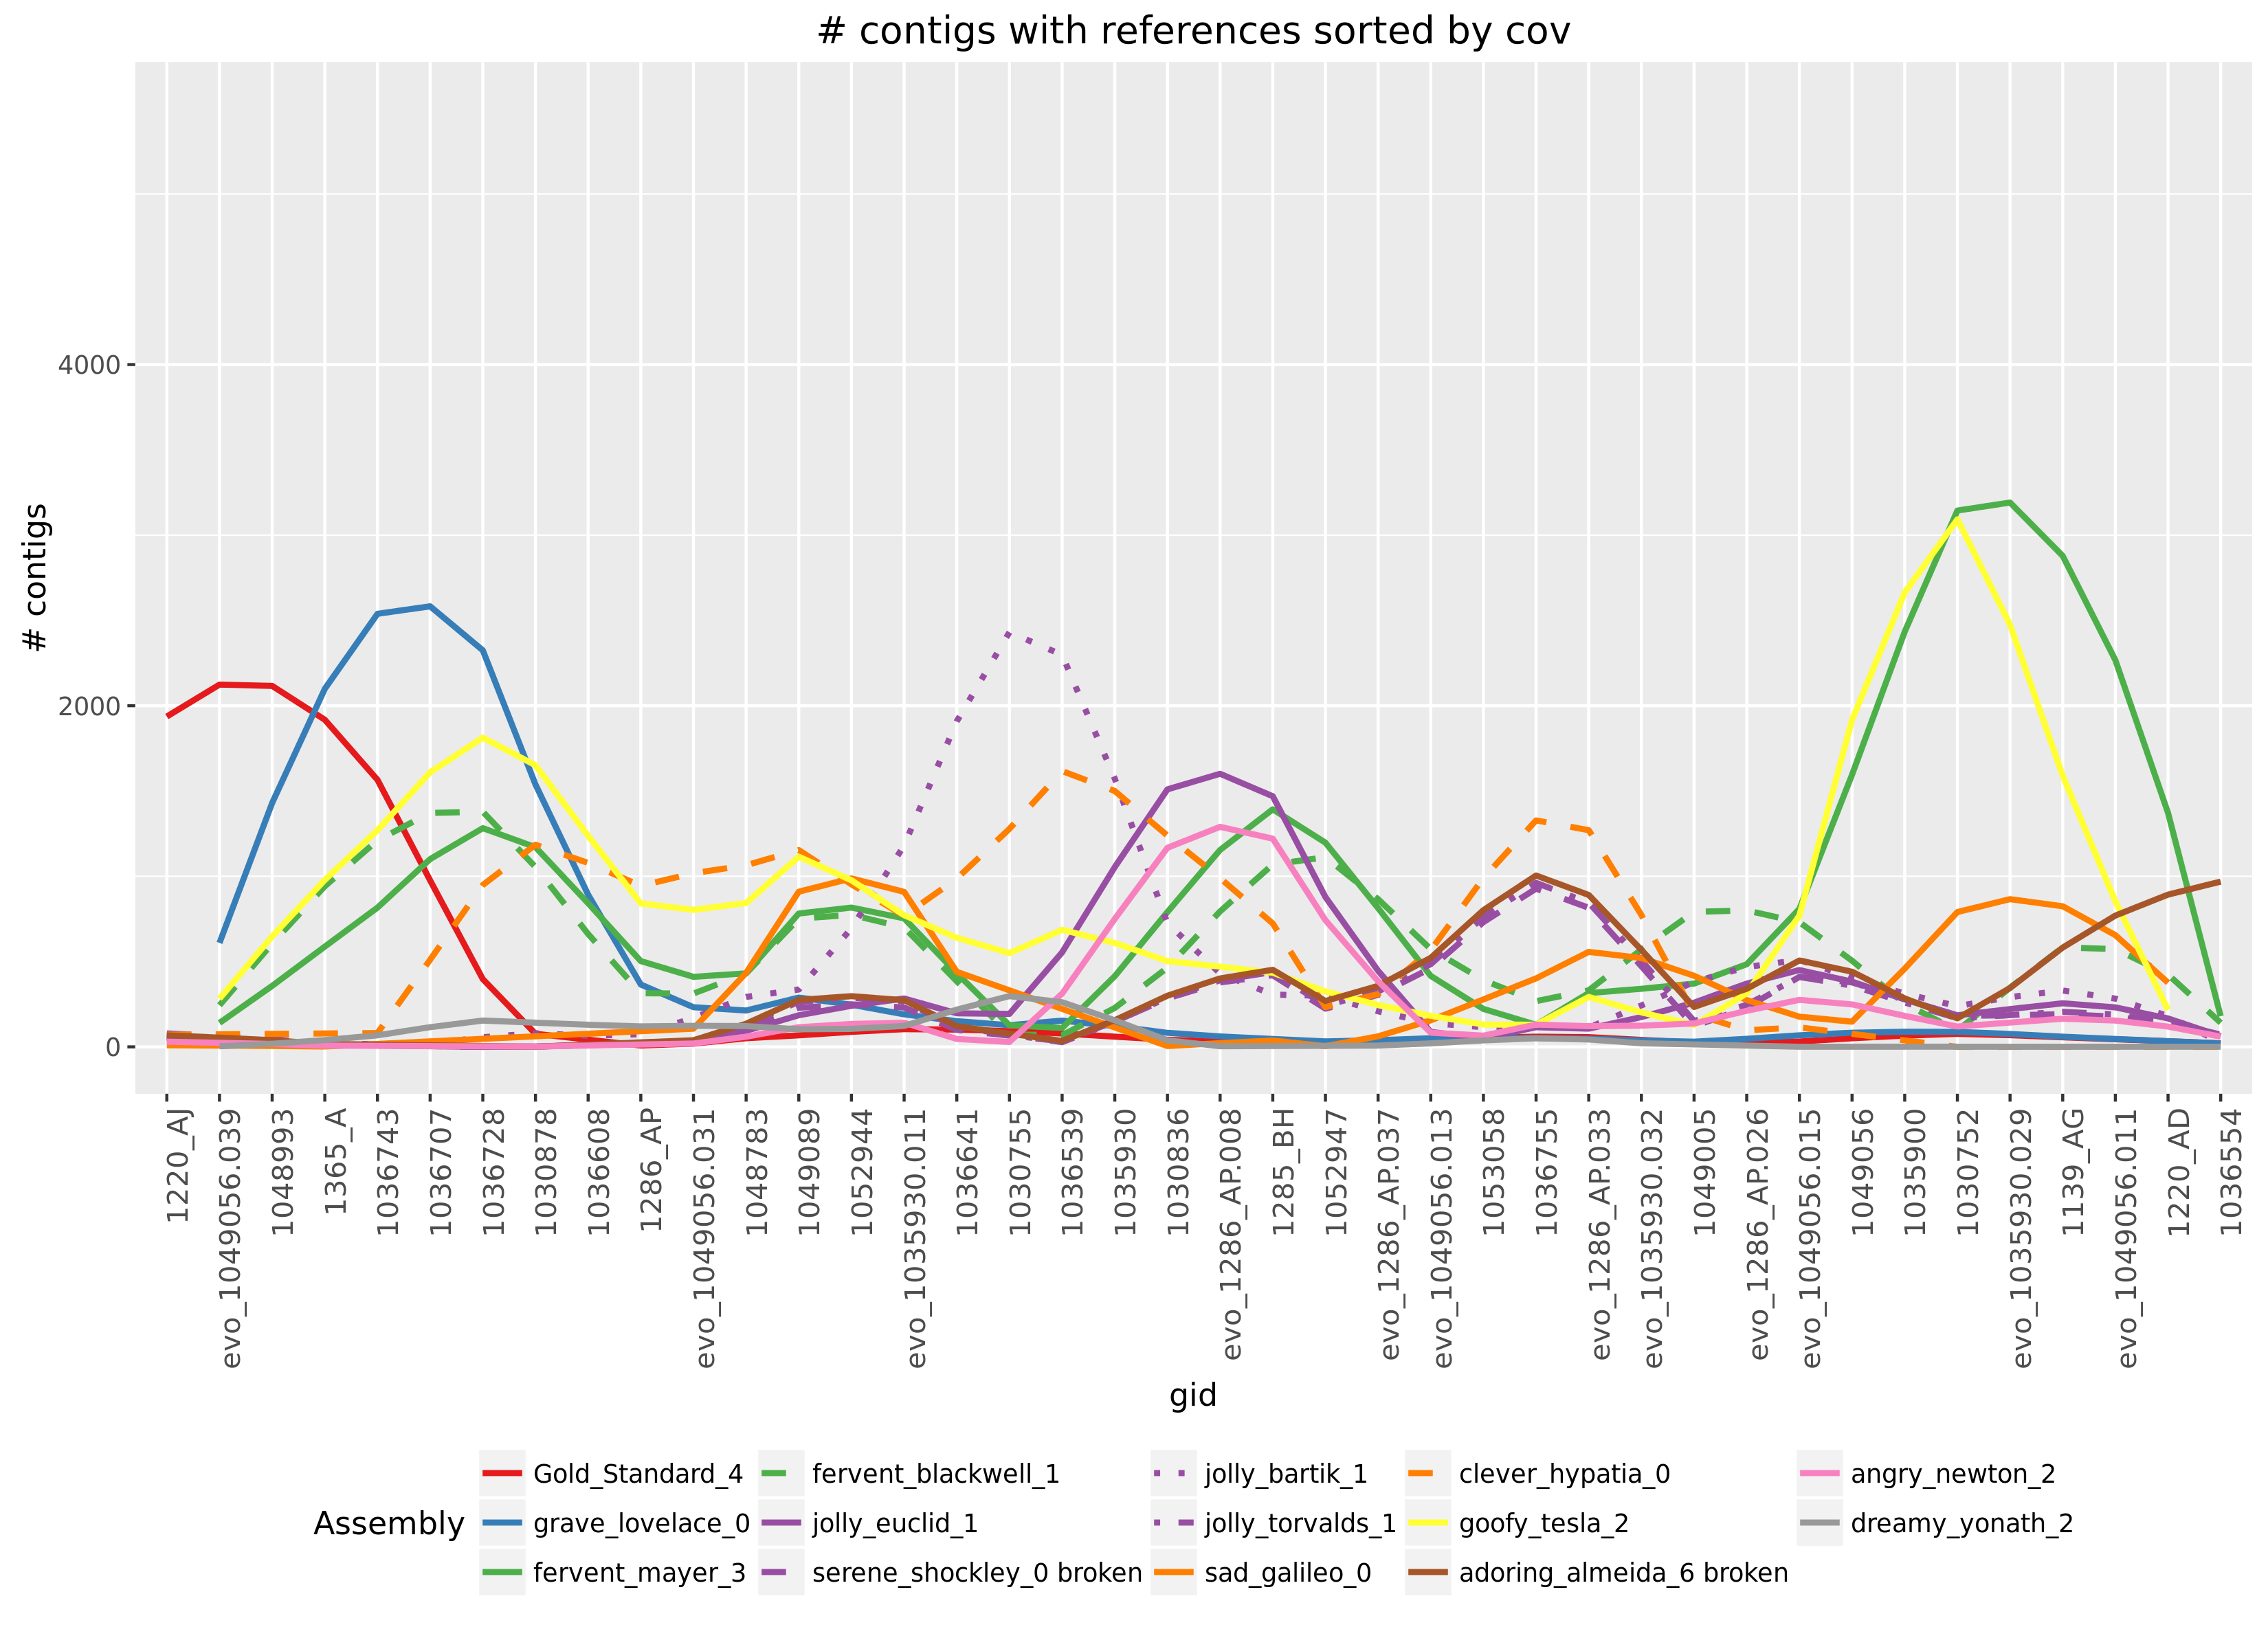 # contigs with references sorted by cov
# contigs
4000
2000
0
1220_AJ
evo_1049056.039
1048993
1365_A
1036743
1036707
1036728
1030878
1036608
1286_AP
evo_1049056.031
1048783
1049089
1052944
evo_1035930.011
1036641
1030755
1036539
1035930
1030836
evo_1286_AP.008
1285_BH
1052947
evo_1286_AP.037
evo_1049056.013
1053058
1036755
evo_1286_AP.033
evo_1035930.032
1049005
evo_1286_AP.026
evo_1049056.015
1049056
1035900
1030752
evo_1035930.029
1139_AG
evo_1049056.011
1220_AD
1036554
gid
Assembly
Gold_Standard_4
grave_lovelace_0
fervent_mayer_3
fervent_blackwell_1
jolly_euclid_1
serene_shockley_0 broken
jolly_bartik_1
jolly_torvalds_1
sad_galileo_0
clever_hypatia_0
goofy_tesla_2
adoring_almeida_6 broken
angry_newton_2
dreamy_yonath_2